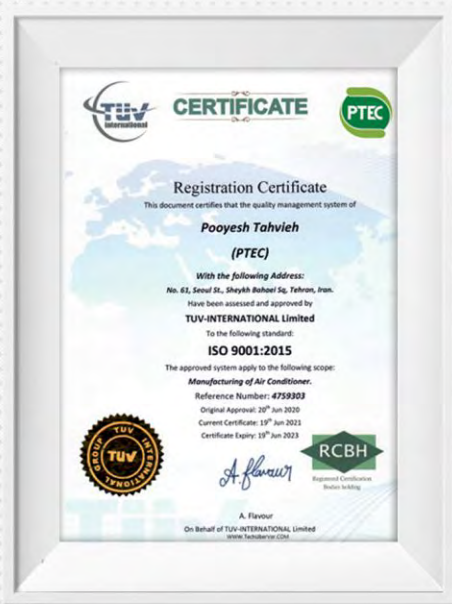 TÜV
International
CERTIFICATE
PTEC
Registration Certificate
This document certifies that the quality management system of
Pooyesh Tahvieh
(PTEC)
With the following Address:
No. 61, Seoul St., Sheykh Bahaei Sq, Tehran, Iran.
Have been assessed and approved by
TUV-INTERNATIONAL Limited
To the following standard:
ISO 9001:2015
The approved system apply to the following scope:
Manufacturing of Air Conditioner.
Reference Number: 4759303
Original Approval: 20th Jun 2020
Current Certificate: 19th Jun 2021
Certificate Expiry: 19th Jun 2023
TUV INTERNATIONAL GROUP
TUV
RCBH
Registered Certification
Bodies holding
A. Flavour
A. Flavour
On Behalf of TUV-INTERNATIONAL Limited